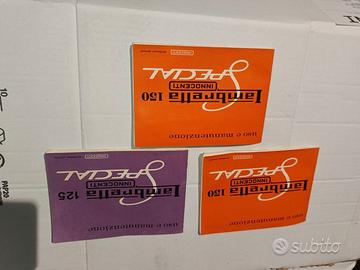 uso e manutenzione
Lambretta 150
INNOCENTI
SPECIAL
uso e manutenzione
Lambretta 125
INNOCENTI
SPECIAL
uso e manutenzione
Lambretta 150
INNOCENTI
SPECIAL
subito